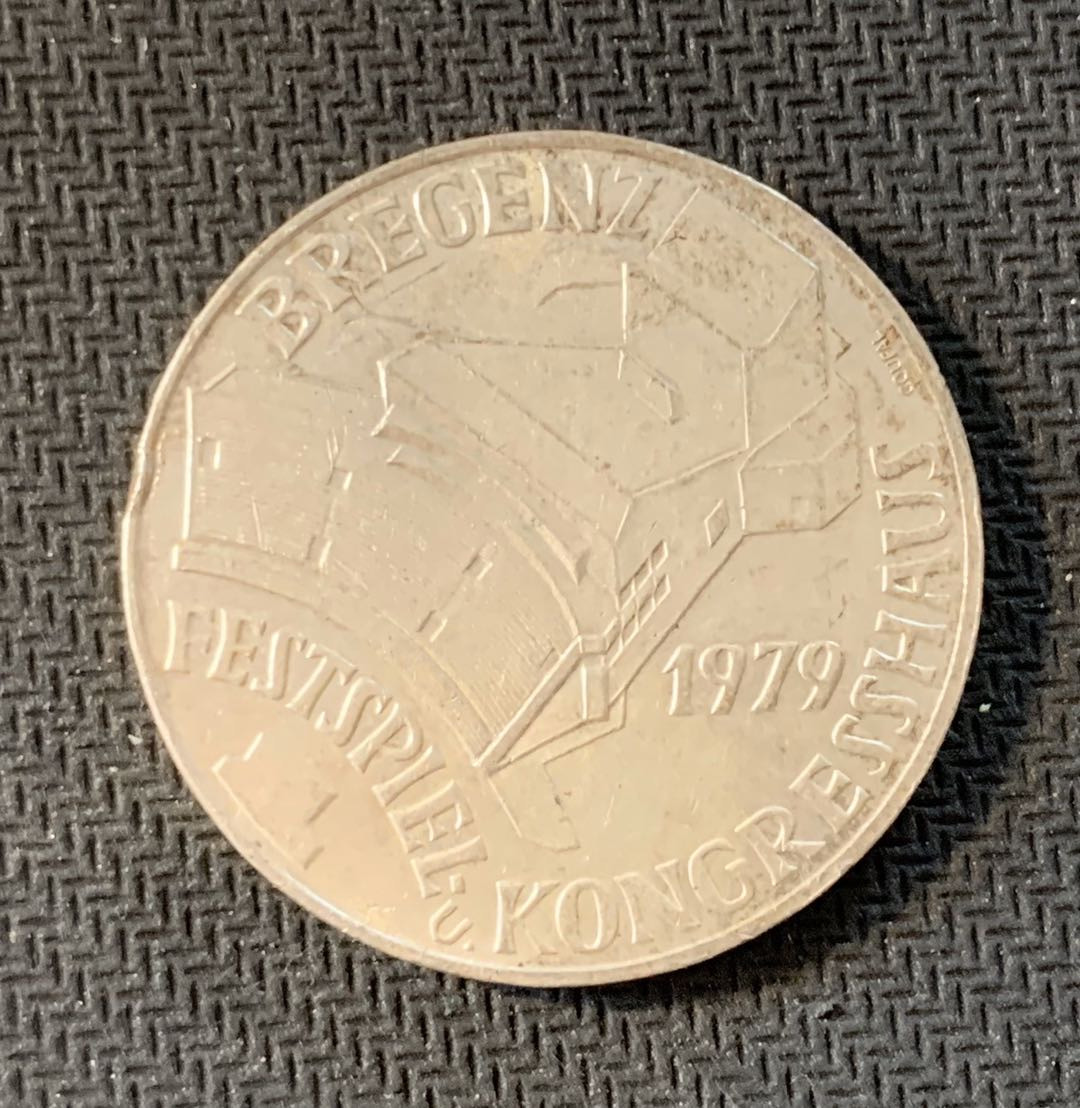 BREGENZ
FESTSPIEL-
U.
KONGRESSHAUS
1979